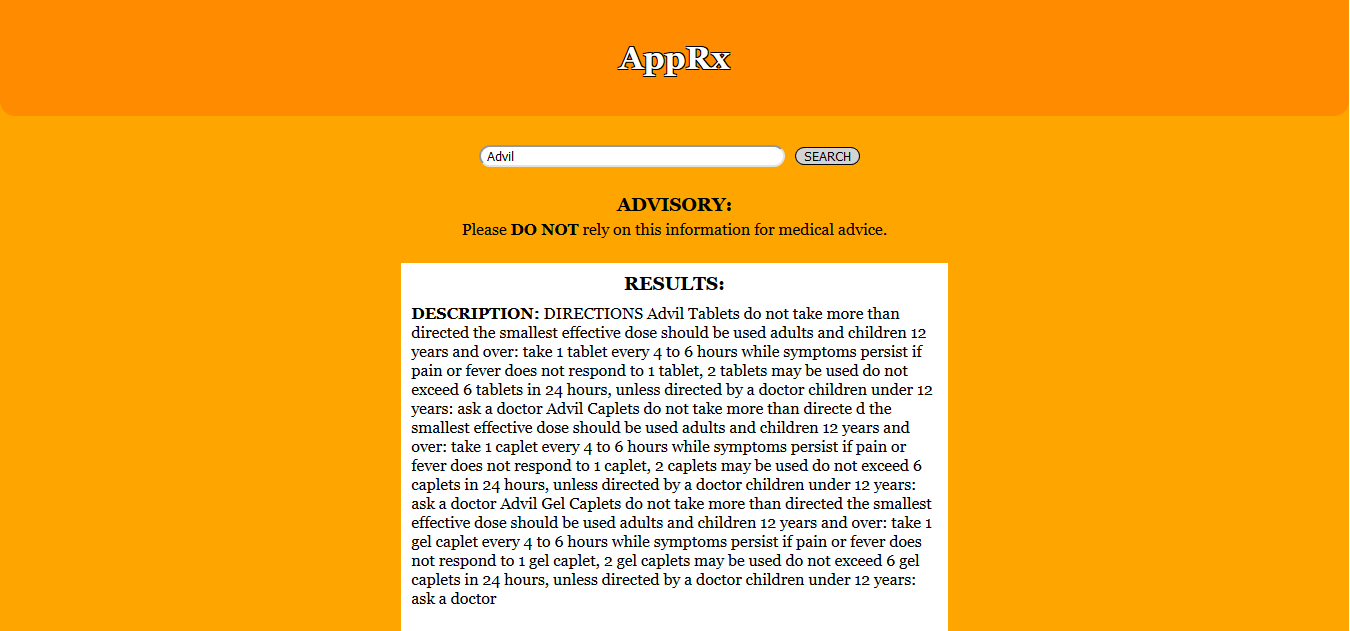 AppRx
Advil
SEARCH
ADVISORY:
Please DO NOT rely on this information for medical advice.
RESULTS:
DESCRIPTION: DIRECTIONS Advil Tablets do not take more than
directed the smallest effective dose should be used adults and children 12
years and over: take 1 tablet every 4 to 6 hours while symptoms persist if
pain or fever does not respond to 1 tablet, 2 tablets may be used do not
exceed 6 tablets in 24 hours, unless directed by a doctor children under 12
years: ask a doctor Advil Caplets do not take more than directe d the
smallest effective dose should be used adults and children 12 years and
over: take 1 caplet every 4 to 6 hours while symptoms persist if pain or
fever does not respond to 1 caplet, 2 caplets may be used do not exceed 6
caplets in 24 hours, unless directed by a doctor children under 12 years:
ask a doctor Advil Gel Caplets do not take more than directed the smallest
effective dose should be used adults and children 12 years and over: take 1
gel caplet every 4 to 6 hours while symptoms persist if pain or fever does
not respond to 1 gel caplet, 2 gel caplets may be used do not exceed 6 gel
caplets in 24 hours, unless directed by a doctor children under 12 years:
ask a doctor